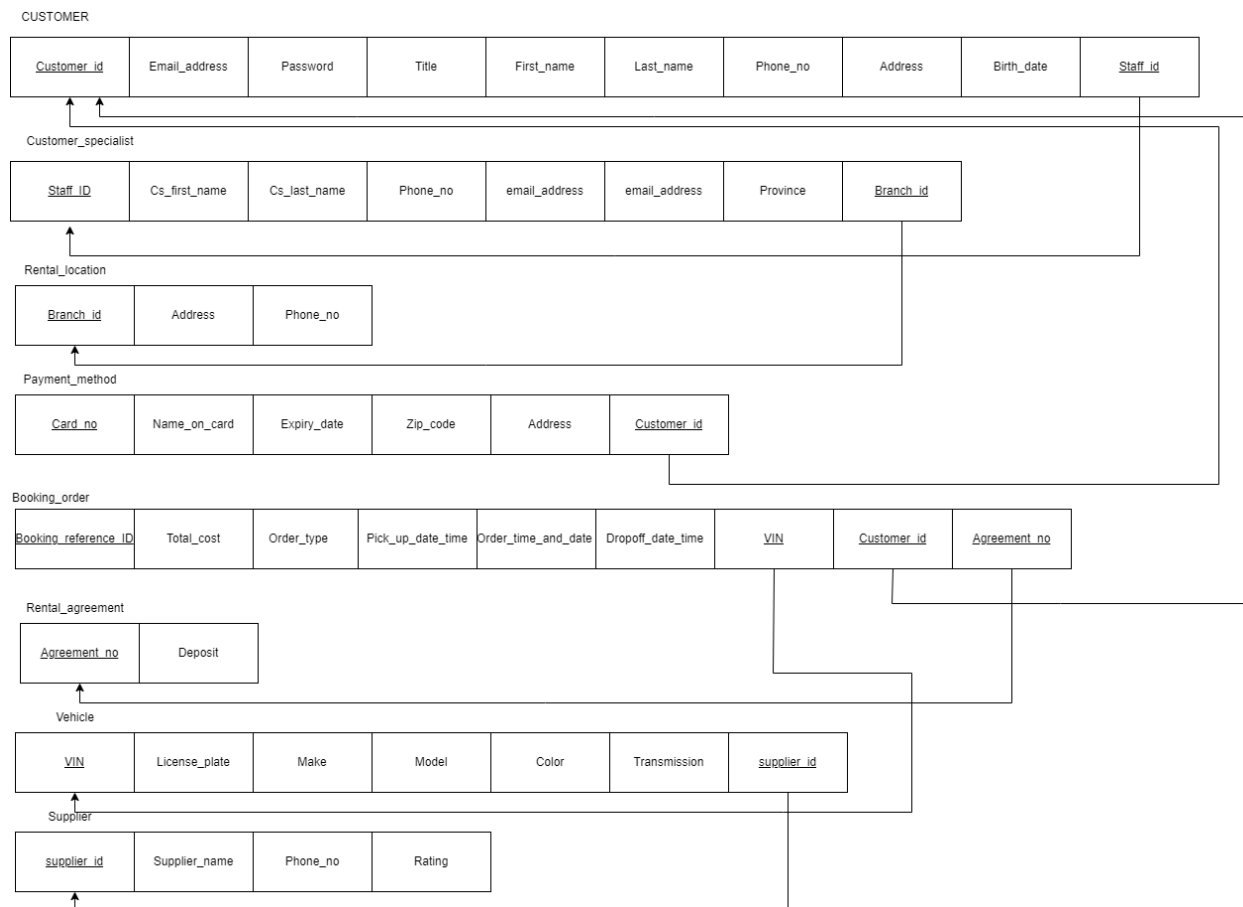 CUSTOMER
Customer_id Email_address Password Title First_name Last_name Phone_no Address Birth_date Staff_id
Customer_specialist
Staff_ID Cs_first_name Cs_last_name Phone_no email_address email_address Province Branch_id
Rental_location
Branch_id Address Phone_no
Payment_method
Card_no Name_on_card Expiry_date Zip_code Address Customer_id
Booking_order
Booking_reference_ID Total_cost Order_type Pick_up_date_time Order_time_and_date Dropoff_date_time VIN Customer_id Agreement_no
Rental_agreement
Agreement_no Deposit
Vehicle
VIN License_plate Make Model Color Transmission supplier_id
Supplier
supplier_id Supplier_name Phone_no Rating